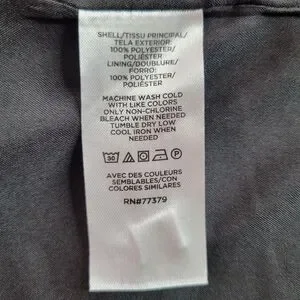 SHELL/TISSU PRINCIPAL/
TELA EXTERIOR:
100% POLYESTER/
POLIÉSTER
LINING/DOUBLURE/
FORRO:
100% POLYESTER/
POLIÉSTER
MACHINE WASH COLD
WITH LIKE COLORS
ONLY NON-CHLORINE
BLEACH WHEN NEEDED
TUMBLE DRY LOW
COOL IRON WHEN
NEEDED
30 P
AVEC DES COULEURS
SEMBLABLES/CON
COLORES SIMILARES
RN#77379